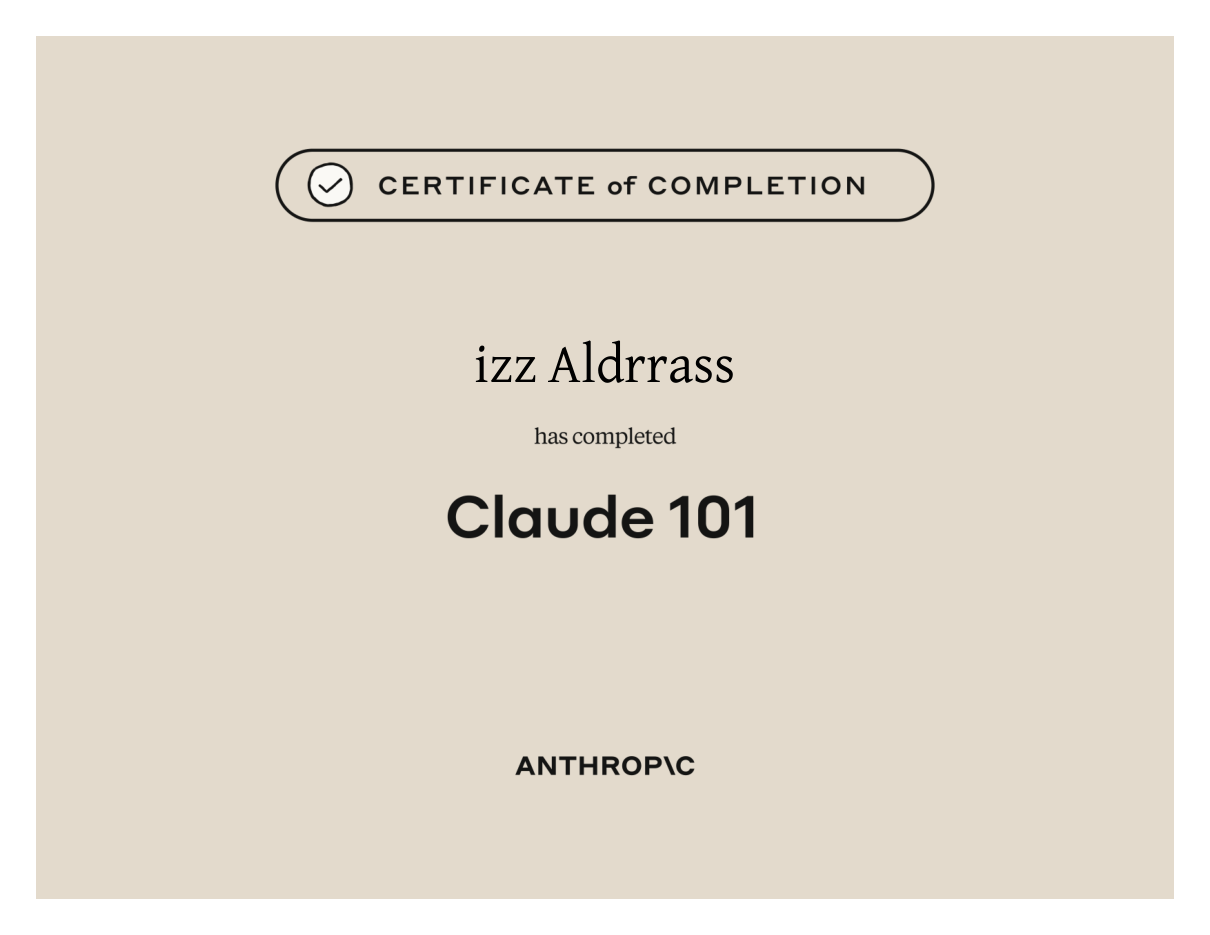 CERTIFICATE of COMPLETION
izz Aldrrass
has completed
Claude 101
ANTHROP\C